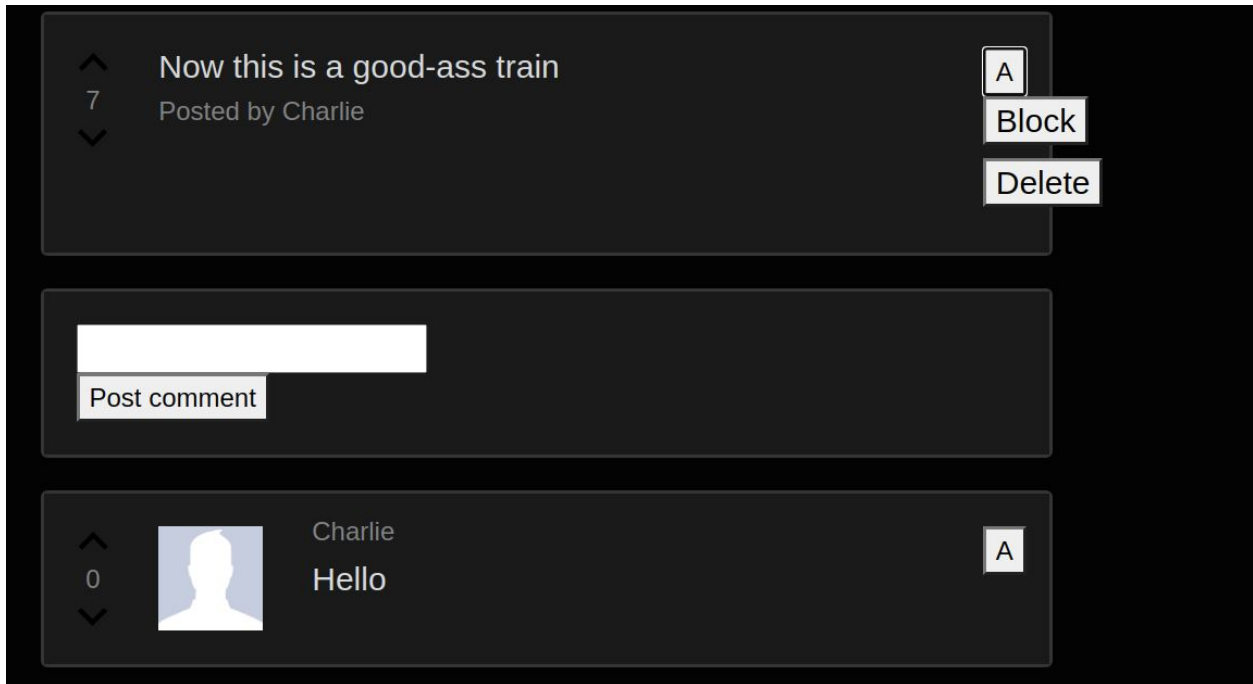 Now this is a good-ass train
7
Posted by Charlie
A
Block
Delete
Post comment
Charlie
0
Hello
A